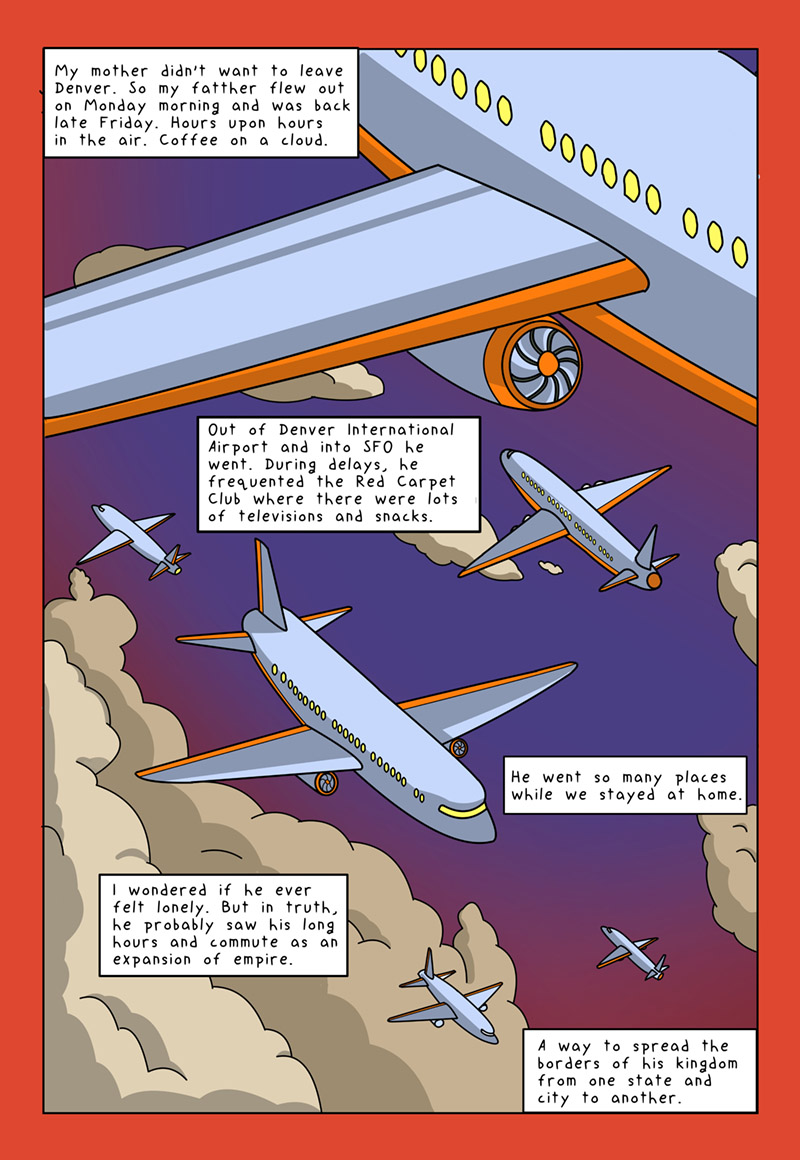 My mother didn't want to leave
Denver. So my fatther flew out
on Monday morning and was back
late Friday. Hours upon hours
in the air. Coffee on a cloud.
Out of Denver International
Airport and into SFO he
went. During delays, he
frequented the Red Carpet
Club where there were lots
of televisions and snacks.
He went so many places
while we stayed at home.
I wondered if he ever
felt lonely. But in truth,
he probably saw his long
hours and commute as an
expansion of empire.
A way to spread the
borders of his kingdom
from one state and
city to another.